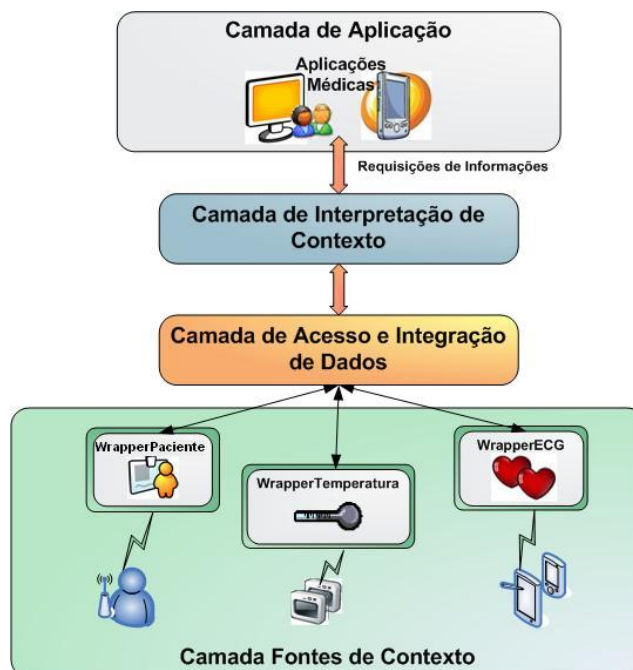 Camada de Aplicação
Aplicações
Médicas
Requisições de Informações
Camada de Interpretação de
Contexto
Camada de Acesso e Integração
de Dados
WrapperPaciente
WrapperTemperatura
WrapperECG
Camada Fontes de Contexto